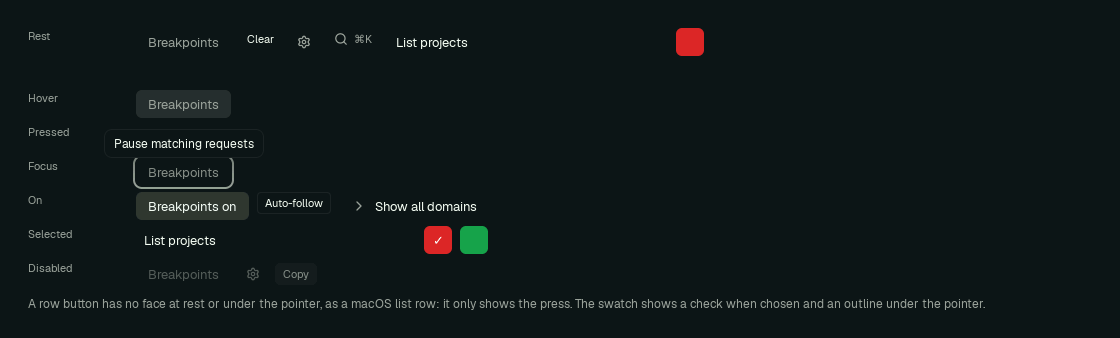 Rest
Breakpoints
Clear
⌘K
List projects
Hover
Breakpoints
Pressed
Pause matching requests
Focus
Breakpoints
On
Breakpoints on
Auto-follow
Show all domains
Selected
List projects
✓
Disabled
Breakpoints
Copy
A row button has no face at rest or under the pointer, as a macOS list row: it only shows the press. The swatch shows a check when chosen and an outline under the pointer.